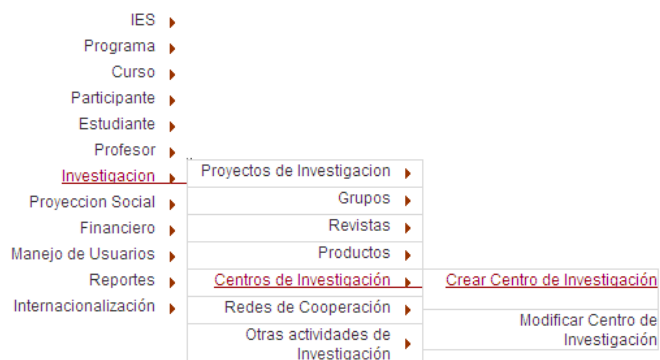 IES
Programa
Curso
Participante
Estudiante
Profesor
Investigacion
Proyeccion Social
Financiero
Manejo de Usuarios
Reportes
Internacionalización
Proyectos de Investigacion
Grupos
Revistas
Productos
Centros de Investigación
Redes de Cooperación
Otras actividades de
Investigación
Crear Centro de Investigación
Modificar Centro de
Investigación